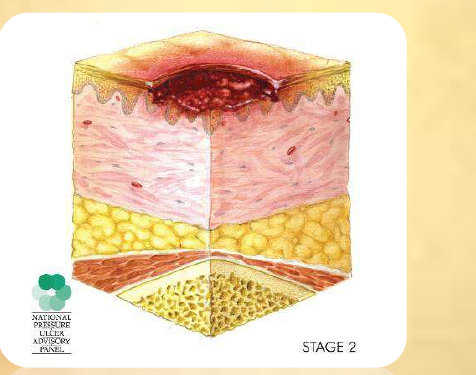 NATIONAL
PRESSURE
ULCER
ADVISORY
PANEL
STAGE 2